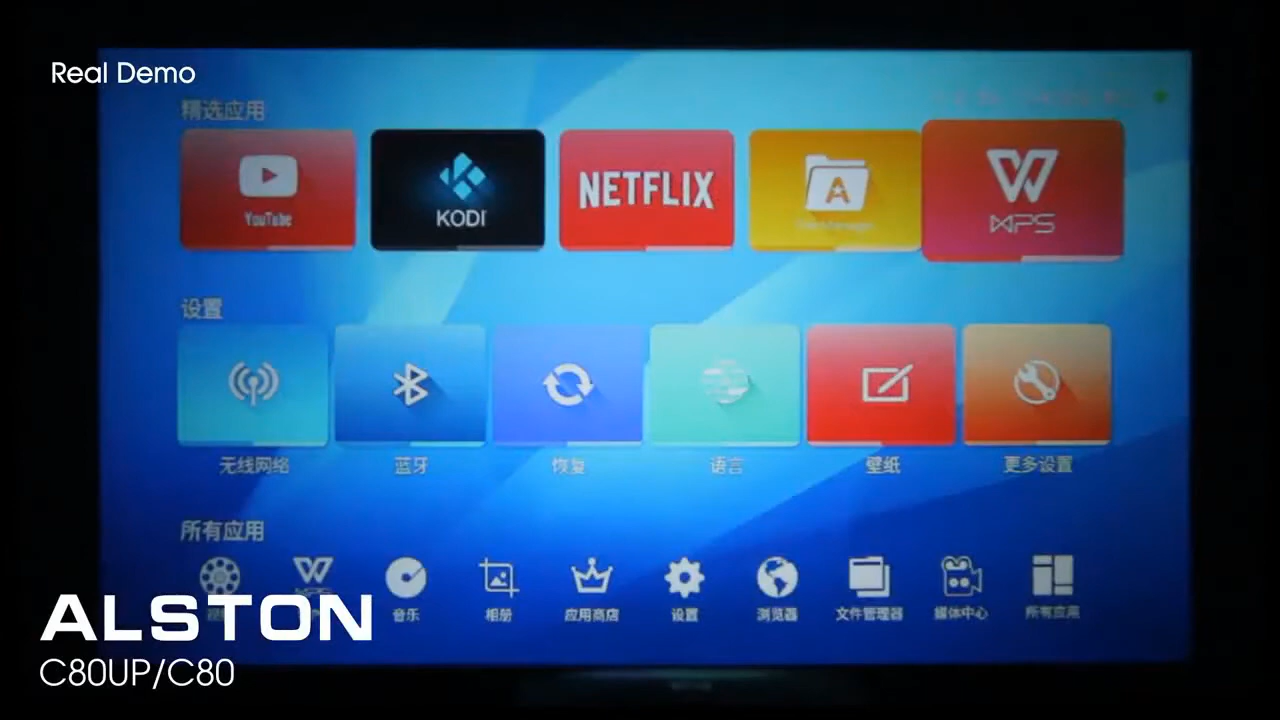 Real Demo
精选应用
YouTube
KODI
NETFLIX
A
WPS
设置
无线网络
蓝牙
恢复
语言
壁纸
更多设置
所有应用
音乐
相册
应用商店
设置
浏览器
文件管理器
媒体中心
所有应用
ALSTON
C80UP/C80